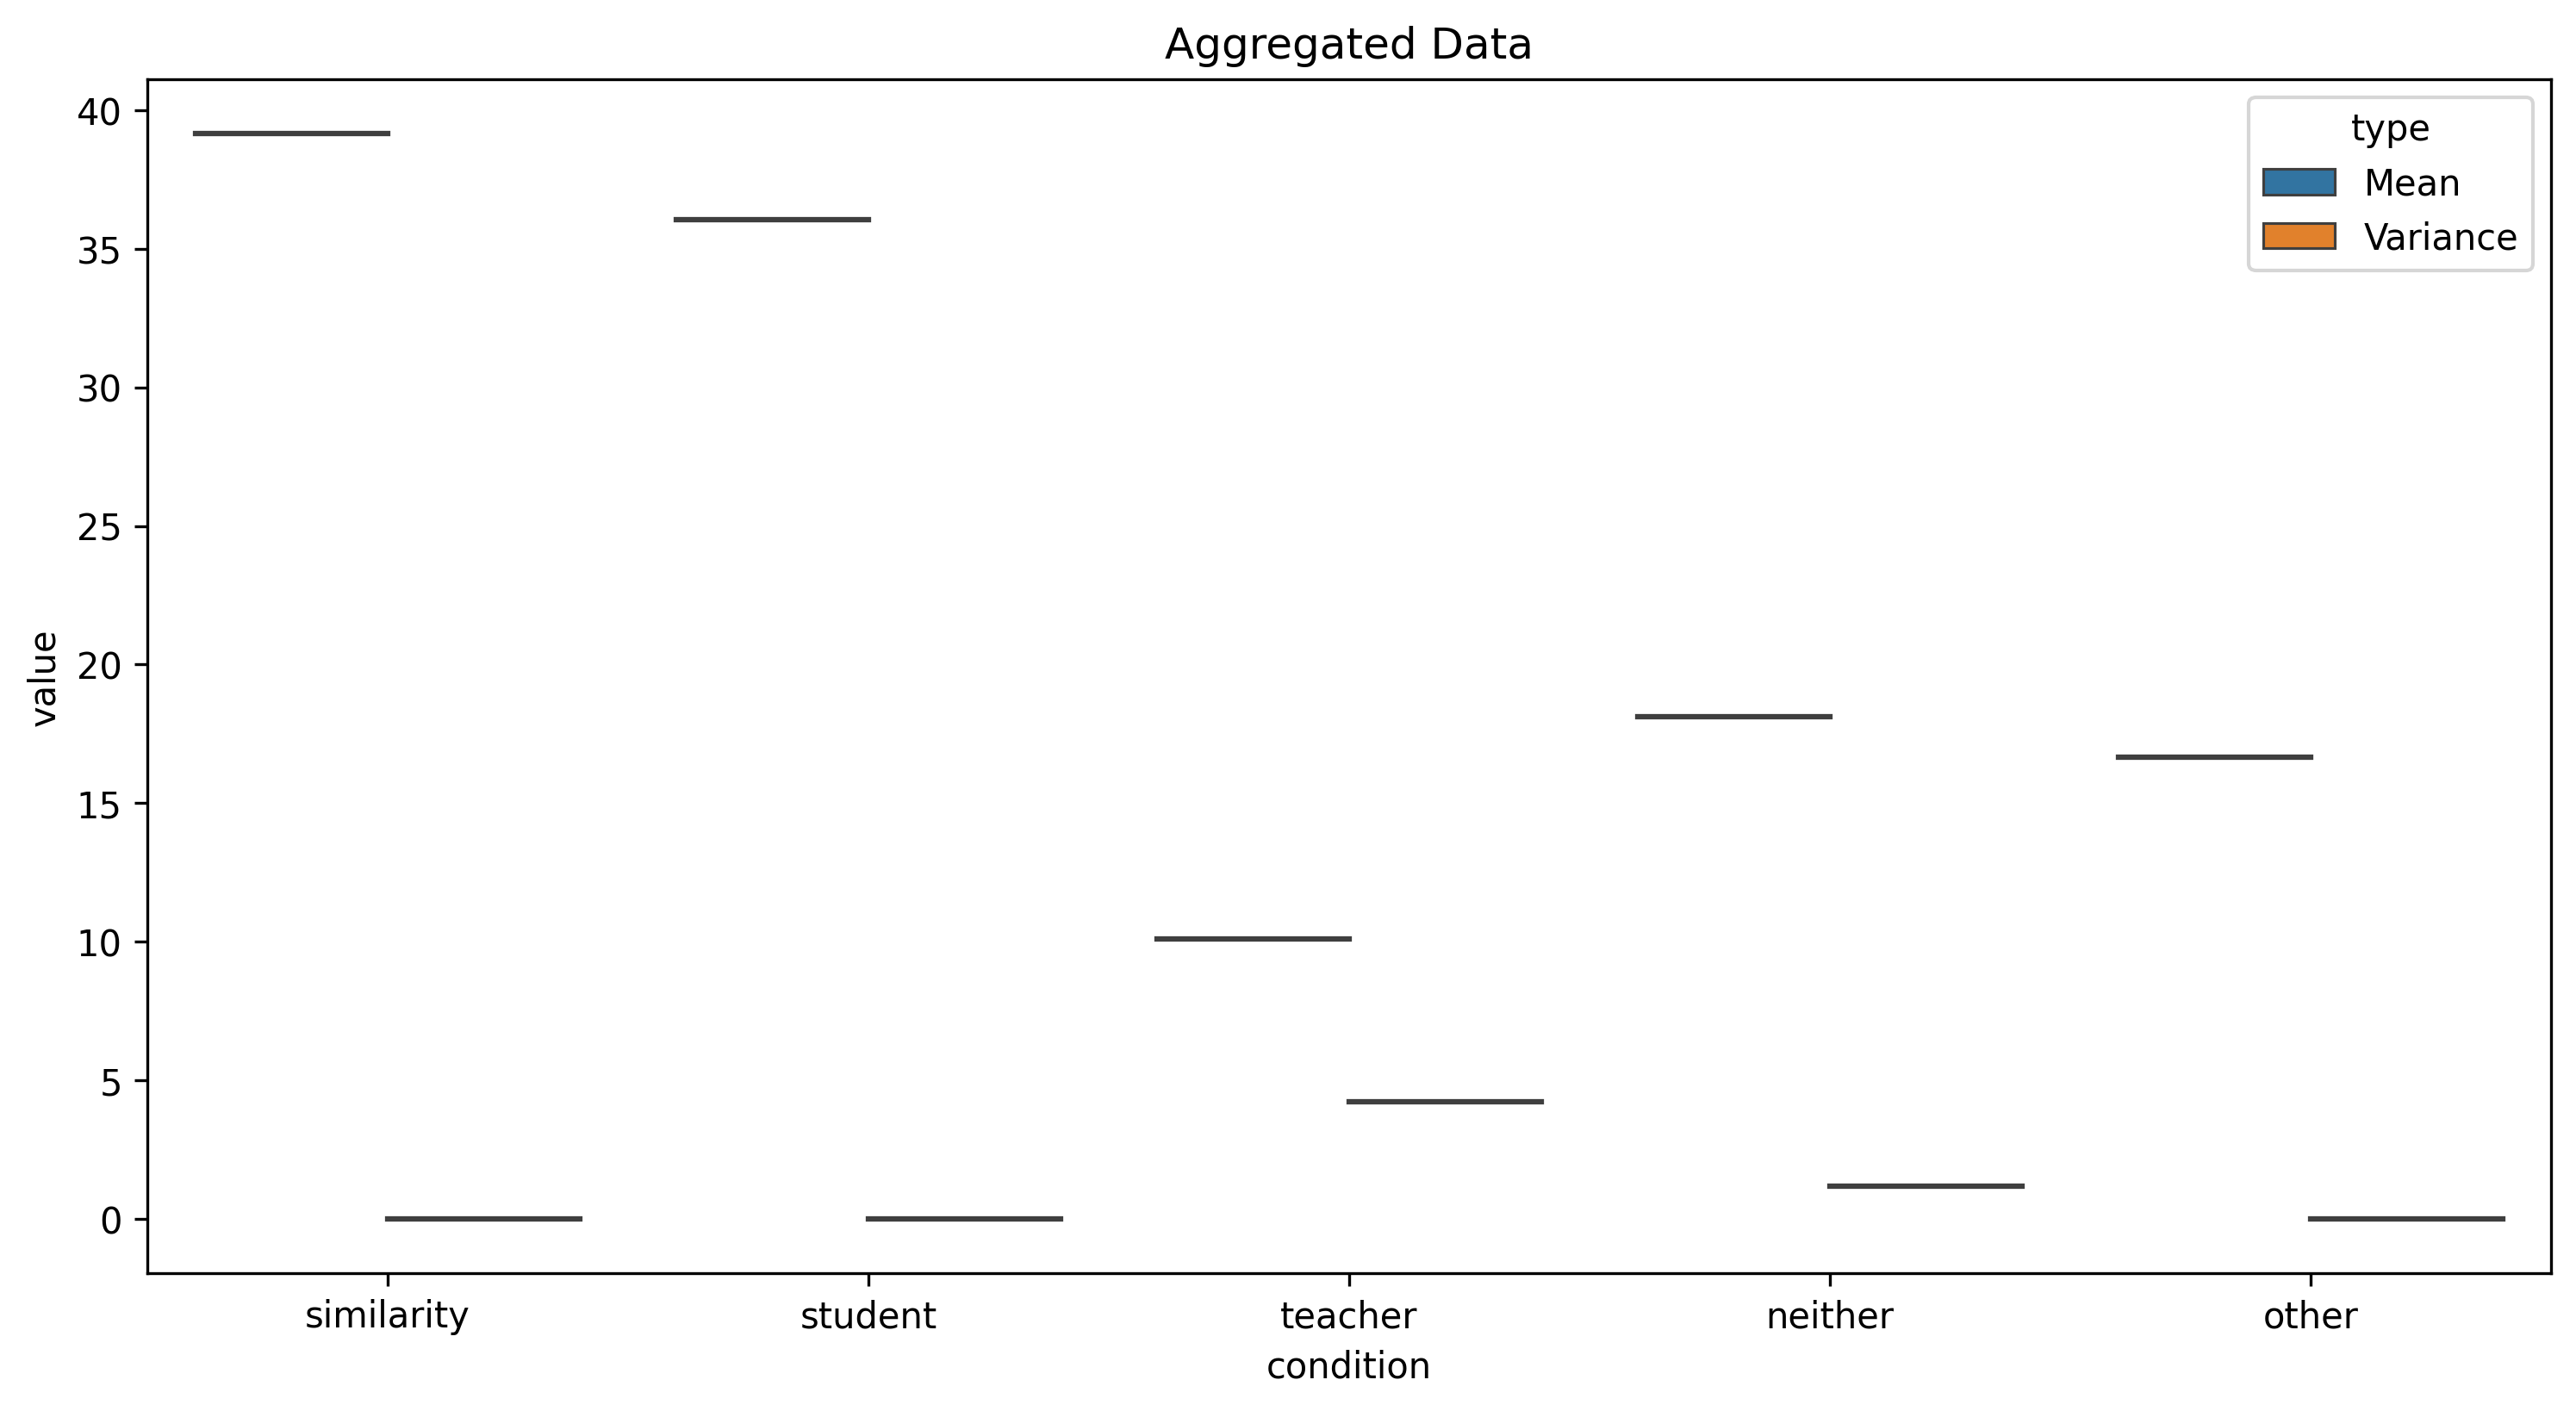 Aggregated Data
40
35
30
25
20
15
10
5
0
value
type
Mean
Variance
similarity
student
teacher
neither
other
condition